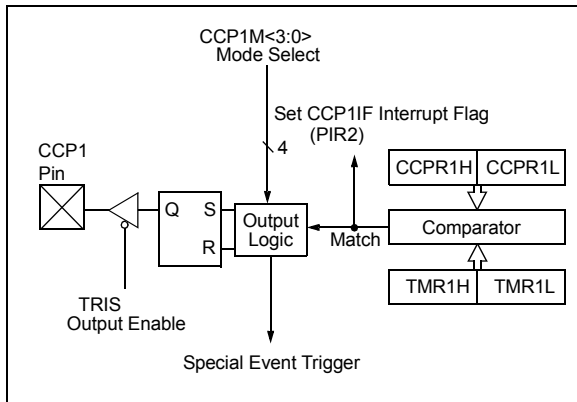 CCP1M<3:0>
Mode Select
Set CCP1IF Interrupt Flag
(PIR2)
4
CCP1
Pin
CCPR1H CCPR1L
Q S
R
Output
Logic
Match
Comparator
TRIS
Output Enable
TMR1H TMR1L
Special Event Trigger